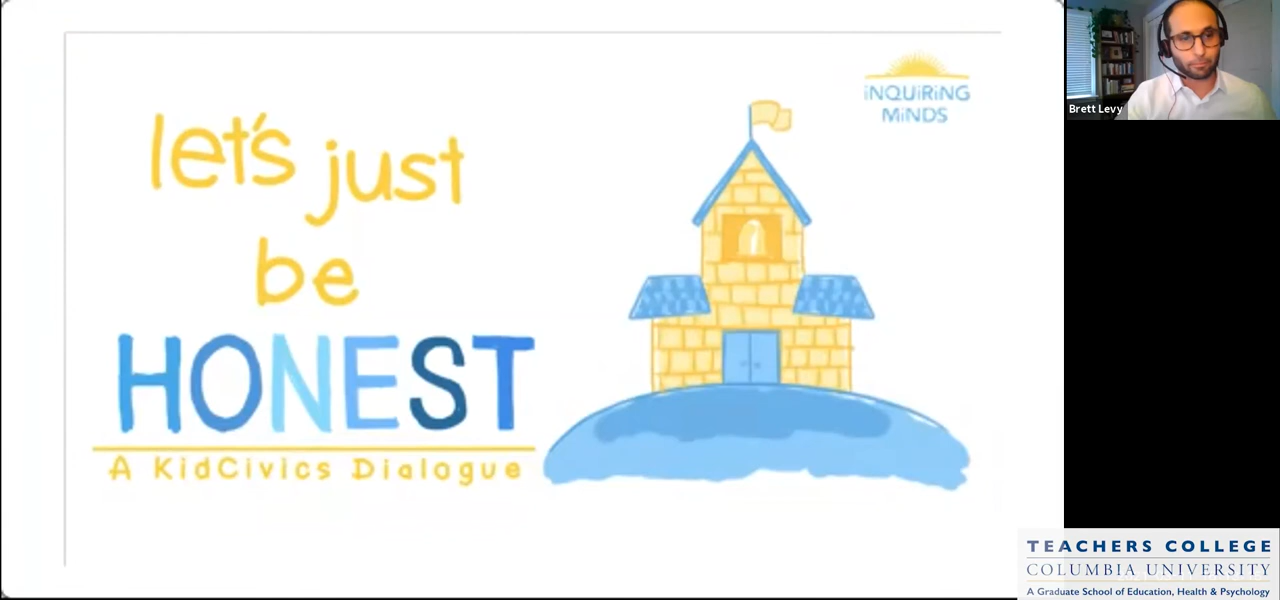 let's just
be
HONEST
A KidCivics Dialogue
iNQUiRiNG
MiNDS
Brett Levy
TEACHERS COLLEGE
COLUMBIA UNIVERSITY
A Graduate School of Education, Health & Psychology